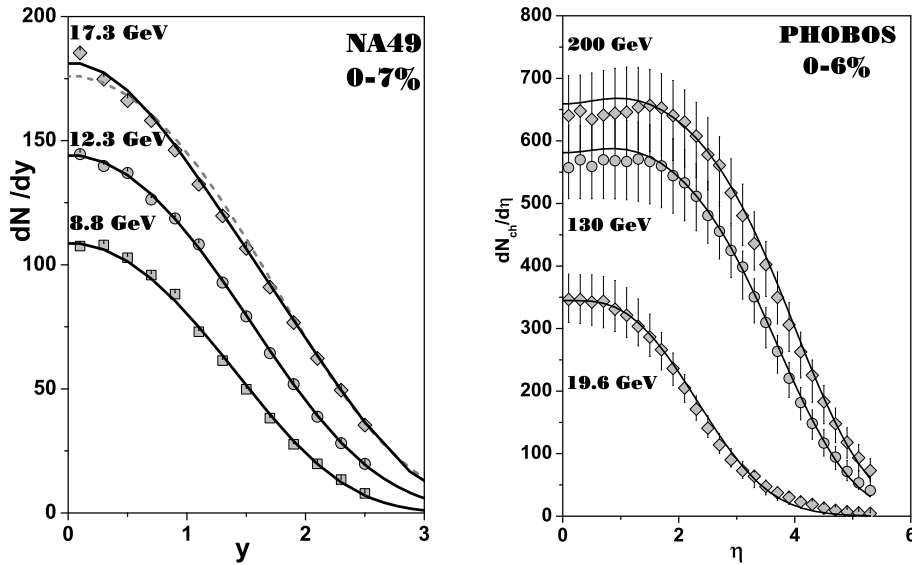 200
17.3 GeV
NA49
0-7%
150
12.3 GeV
dN /dy
100
8.8 GeV
50
0
0
1
2
3
y
800
200 GeV
PHOBOS
0-6%
700
600
500
dN_ch/dη
130 GeV
400
300
19.6 GeV
200
100
0
0
2
4
6
η